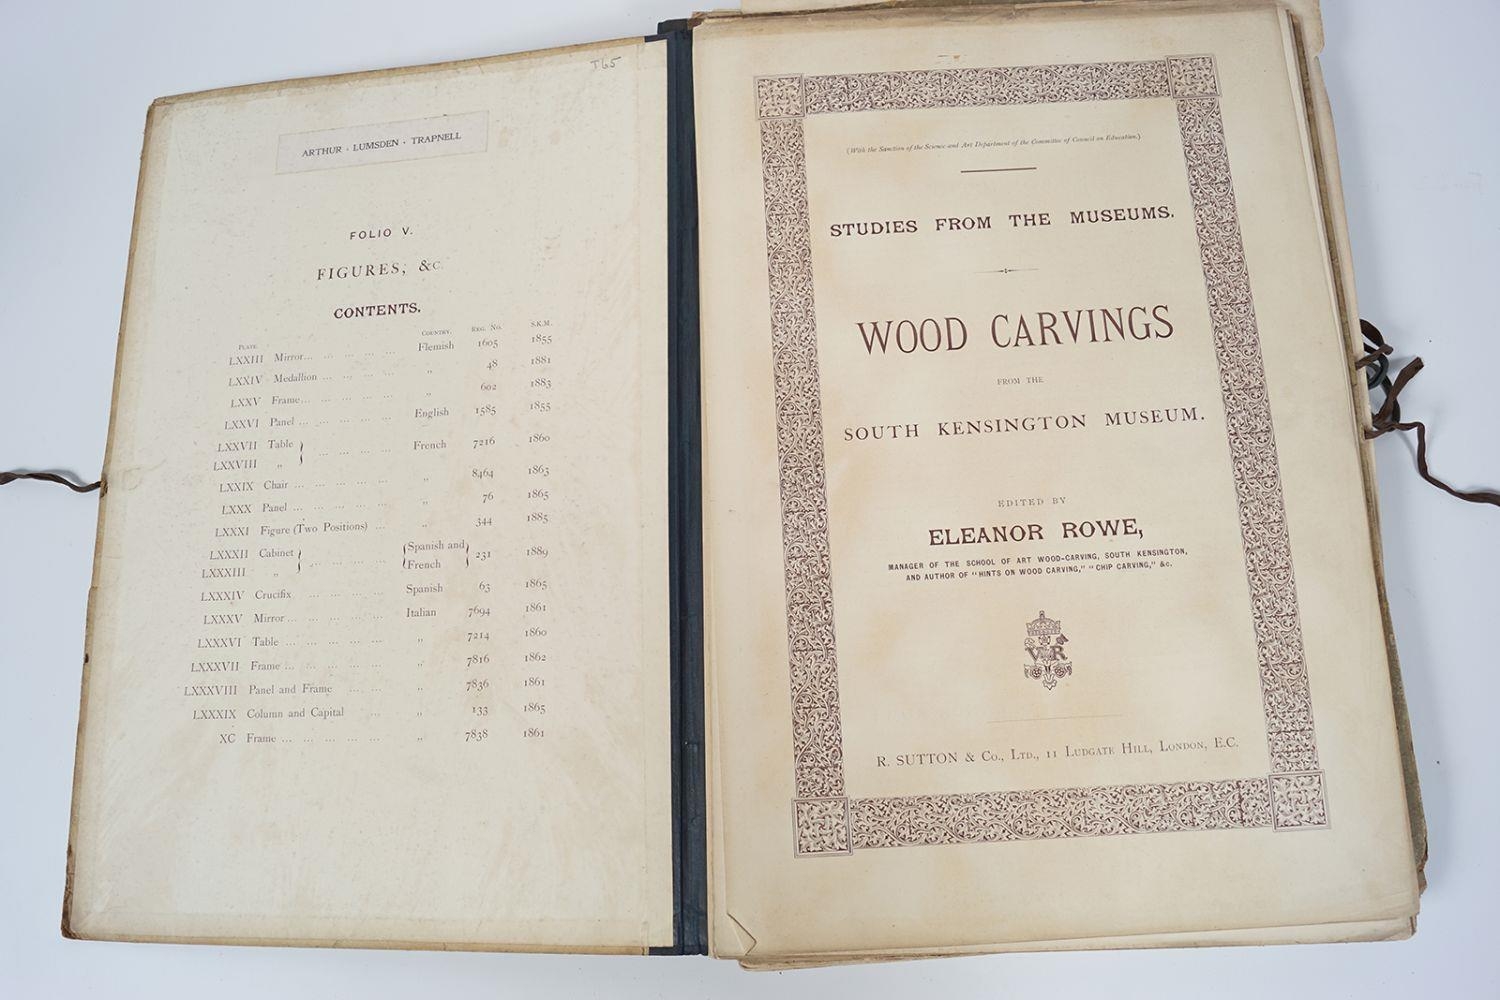 T65
ARTHUR · LUMSDEN · TRAPNELL
FOLIO V.
FIGURES, &C.
CONTENTS.
PLATE. COUNTRY. REG. NO. S.K.M.
LXXIII Mirror... ... ... ... ... Flemish 1605 1855
LXXIV Medallion ... ... ... ... „ 48 1881
LXXV Frame... ... ... ... ... „ 602 1883
LXXVI Panel ... ... ... ... ... English 1585 1855
LXXVII Table } ... ... ... ... French 7216 1860
LXXVIII „
LXXIX Chair ... ... ... ... ... „ 8464 1863
LXXX Panel ... ... ... ... ... „ 76 1865
LXXXI Figure (Two Positions) ... „ 344 1885
LXXXII Cabinet } ... ... ... ... {Spanish and} 231 1889
LXXXIII „ {French}
LXXXIV Crucifix ... ... ... ... Spanish 63 1865
LXXXV Mirror ... ... ... ... ... Italian 7694 1861
LXXXVI Table ... ... ... ... ... „ 7214 1860
LXXXVII Frame ... ... ... ... ... „ 7816 1862
LXXXVIII Panel and Frame ... ... „ 7836 1861
LXXXIX Column and Capital ... „ 133 1865
XC Frame ... ... ... ... ... „ 7838 1861
(With the Sanction of the Science and Art Department of the Committee of Council on Education.)
STUDIES FROM THE MUSEUMS.
WOOD CARVINGS
FROM THE
SOUTH KENSINGTON MUSEUM.
EDITED BY
ELEANOR ROWE,
MANAGER OF THE SCHOOL OF ART WOOD-CARVING, SOUTH KENSINGTON,
AND AUTHOR OF "HINTS ON WOOD CARVING," "CHIP CARVING," &c.
VR
R. SUTTON & Co., LTD., 11 LUDGATE HILL, LONDON, E.C.